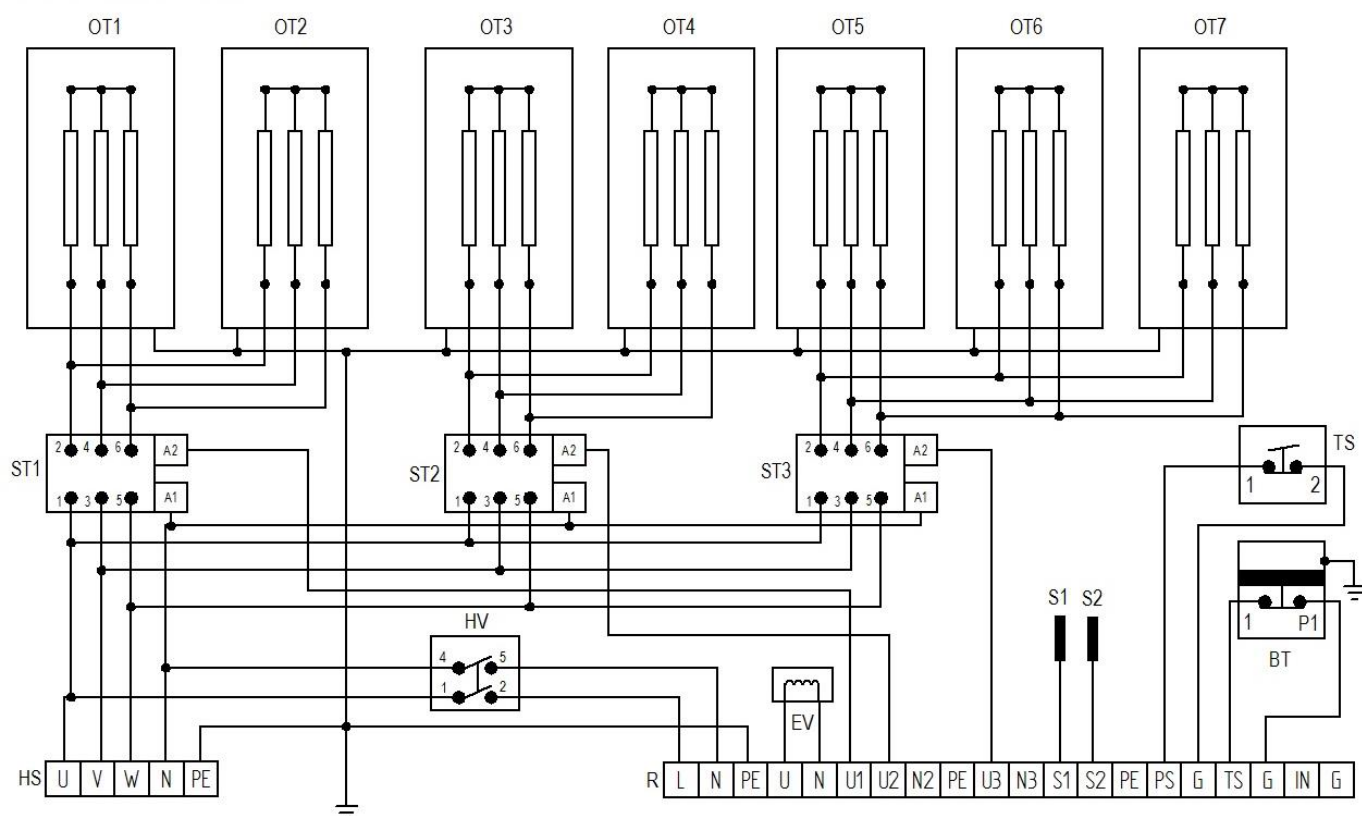 OT1 OT2 OT3 OT4 OT5 OT6 OT7
2 4 6 A2 2 4 6 A2 2 4 6 A2 TS
ST1 ST2 ST3
1 3 5 A1 1 3 5 A1 1 3 5 A1 1 2
S1 S2
HV 1 P1
4 5 BT
1 2
EV
HS U V W N PE R L N PE U N U1 U2 N2 PE U3 N3 S1 S2 PE PS G TS G IN G